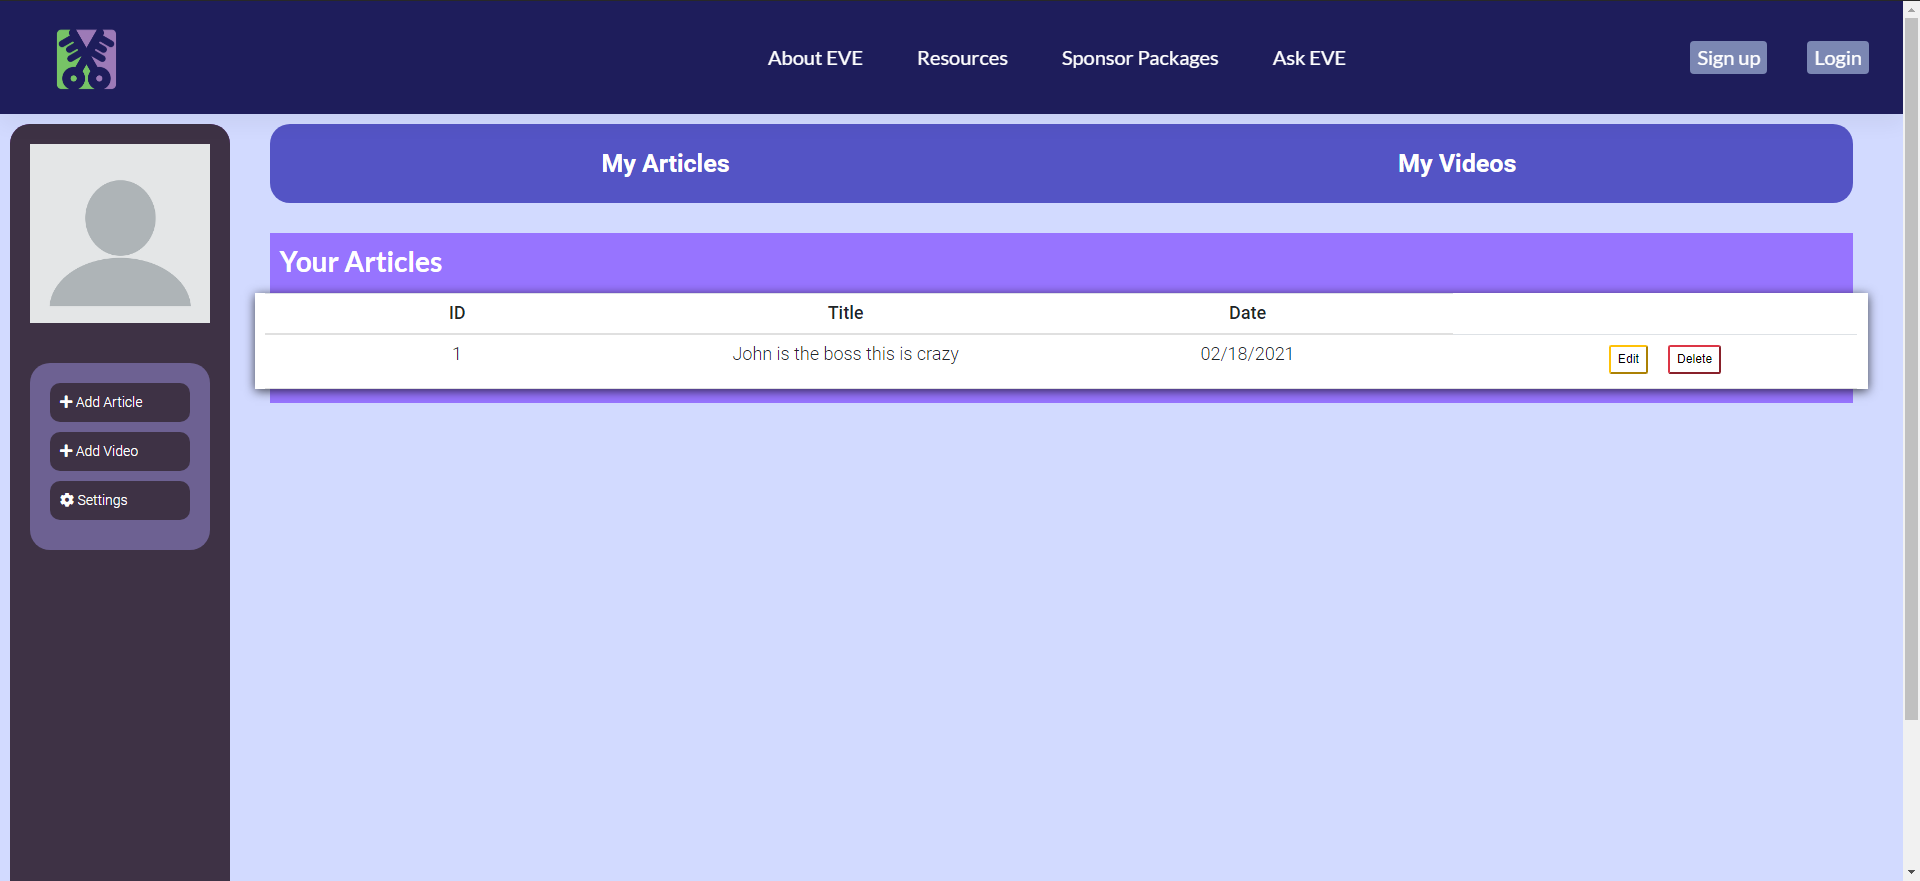 About EVE Resources Sponsor Packages Ask EVE Sign up Login
My Articles My Videos
Your Articles
ID Title Date
1 John is the boss this is crazy 02/18/2021 Edit Delete
Add Article
Add Video
Settings